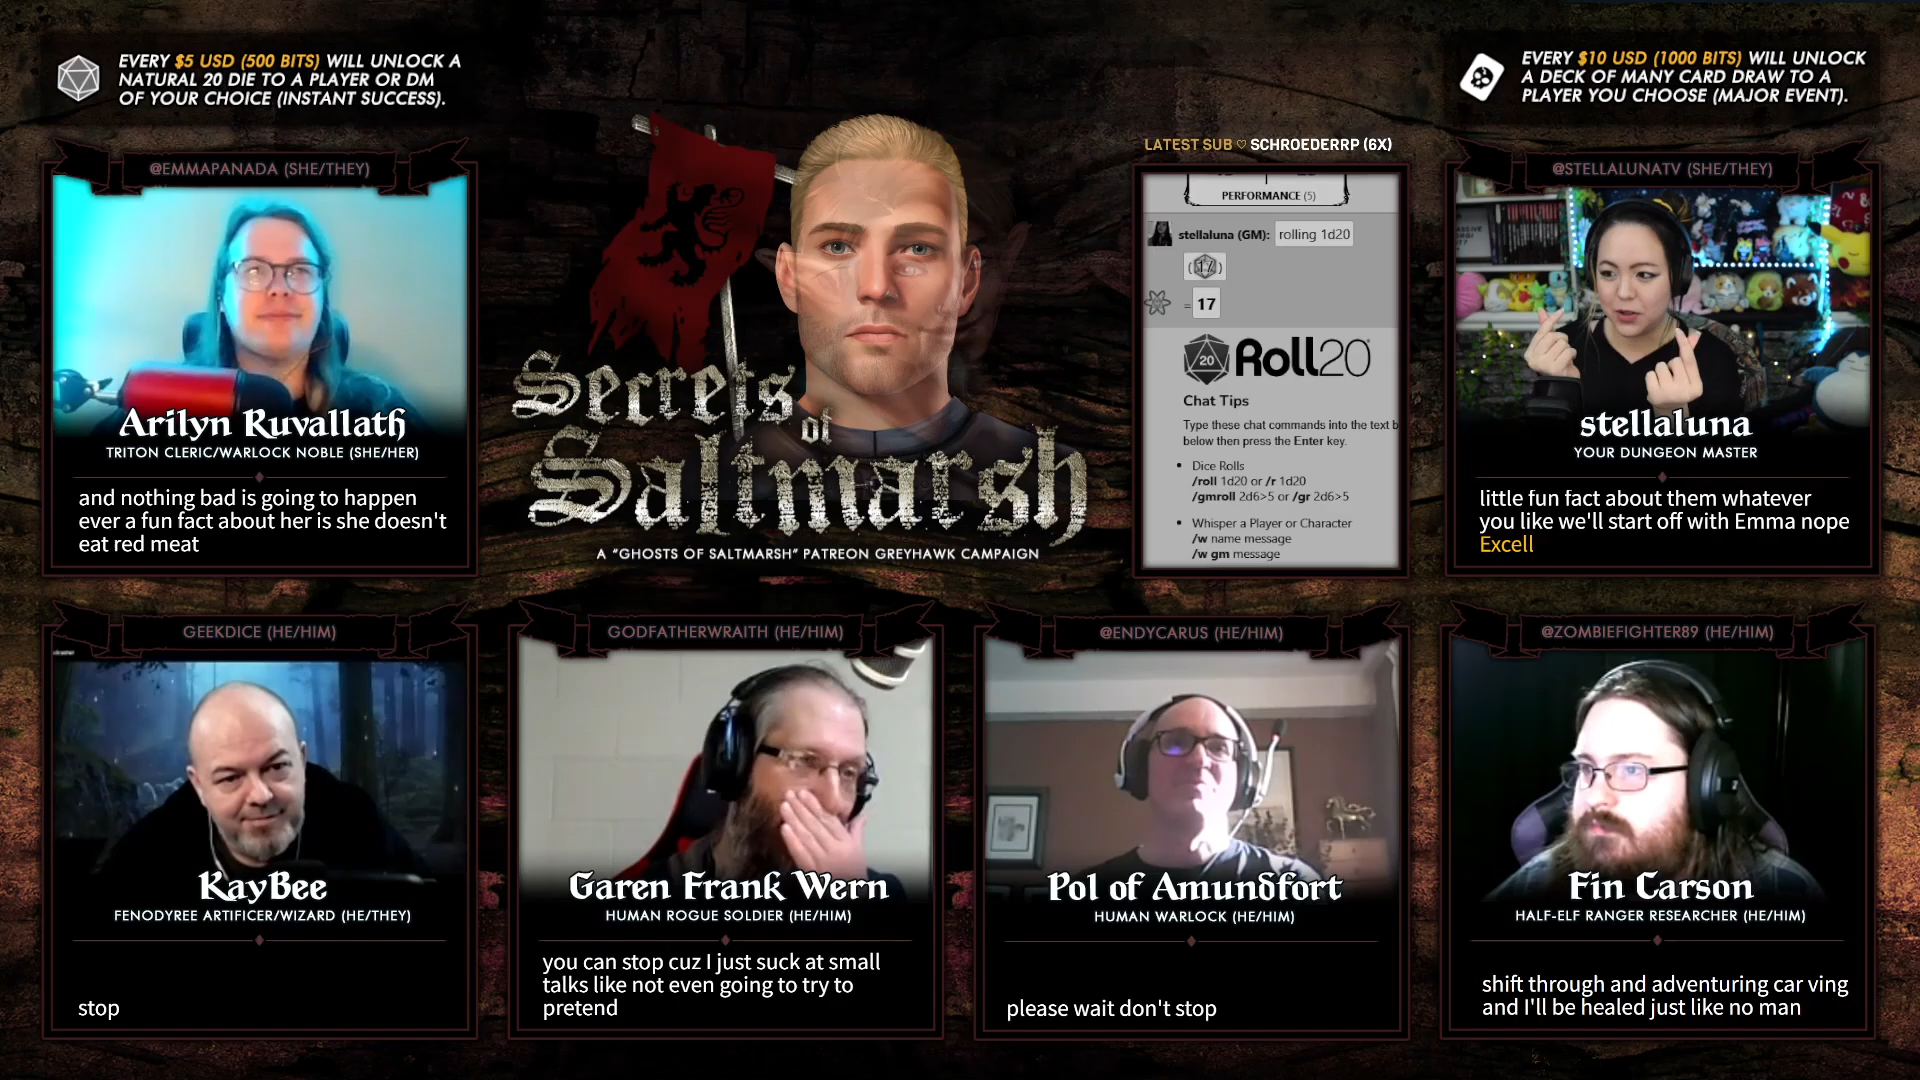 EVERY $5 USD (500 BITS) WILL UNLOCK A
NATURAL 20 DIE TO A PLAYER OR DM
OF YOUR CHOICE (INSTANT SUCCESS).
EVERY $10 USD (1000 BITS) WILL UNLOCK
A DECK OF MANY CARD DRAW TO A
PLAYER YOU CHOOSE (MAJOR EVENT).
@EMMAPANADA (SHE/THEY)
Arilyn Ruvallath
TRITON CLERIC/WARLOCK NOBLE (SHE/HER)
and nothing bad is going to happen
ever a fun fact about her is she doesn't
eat red meat
Secrets
of
Saltmarsh
A "GHOSTS OF SALTMARSH" PATREON GREYHAWK CAMPAIGN
LATEST SUB ♡ SCHROEDERRP (6X)
PERFORMANCE (5)
stellaluna (GM): rolling 1d20
(17)
= 17
20 Roll20
Chat Tips
Type these chat commands into the text b
below then press the Enter key.
• Dice Rolls
/roll 1d20 or /r 1d20
/gmroll 2d6>5 or /gr 2d6>5
• Whisper a Player or Character
/w name message
/w gm message
@STELLALUNATV (SHE/THEY)
stellaluna
YOUR DUNGEON MASTER
little fun fact about them whatever
you like we'll start off with Emma nope
Excell
GEEKDICE (HE/HIM)
KayBee
FENODYREE ARTIFICER/WIZARD (HE/THEY)
stop
GODFATHERWRAITH (HE/HIM)
Garen Frank Wern
HUMAN ROGUE SOLDIER (HE/HIM)
you can stop cuz I just suck at small
talks like not even going to try to
pretend
@ENDYCARUS (HE/HIM)
Pol of Amundfort
HUMAN WARLOCK (HE/HIM)
please wait don't stop
@ZOMBIEFIGHTER89 (HE/HIM)
Fin Carson
HALF-ELF RANGER RESEARCHER (HE/HIM)
shift through and adventuring car ving
and I'll be healed just like no man